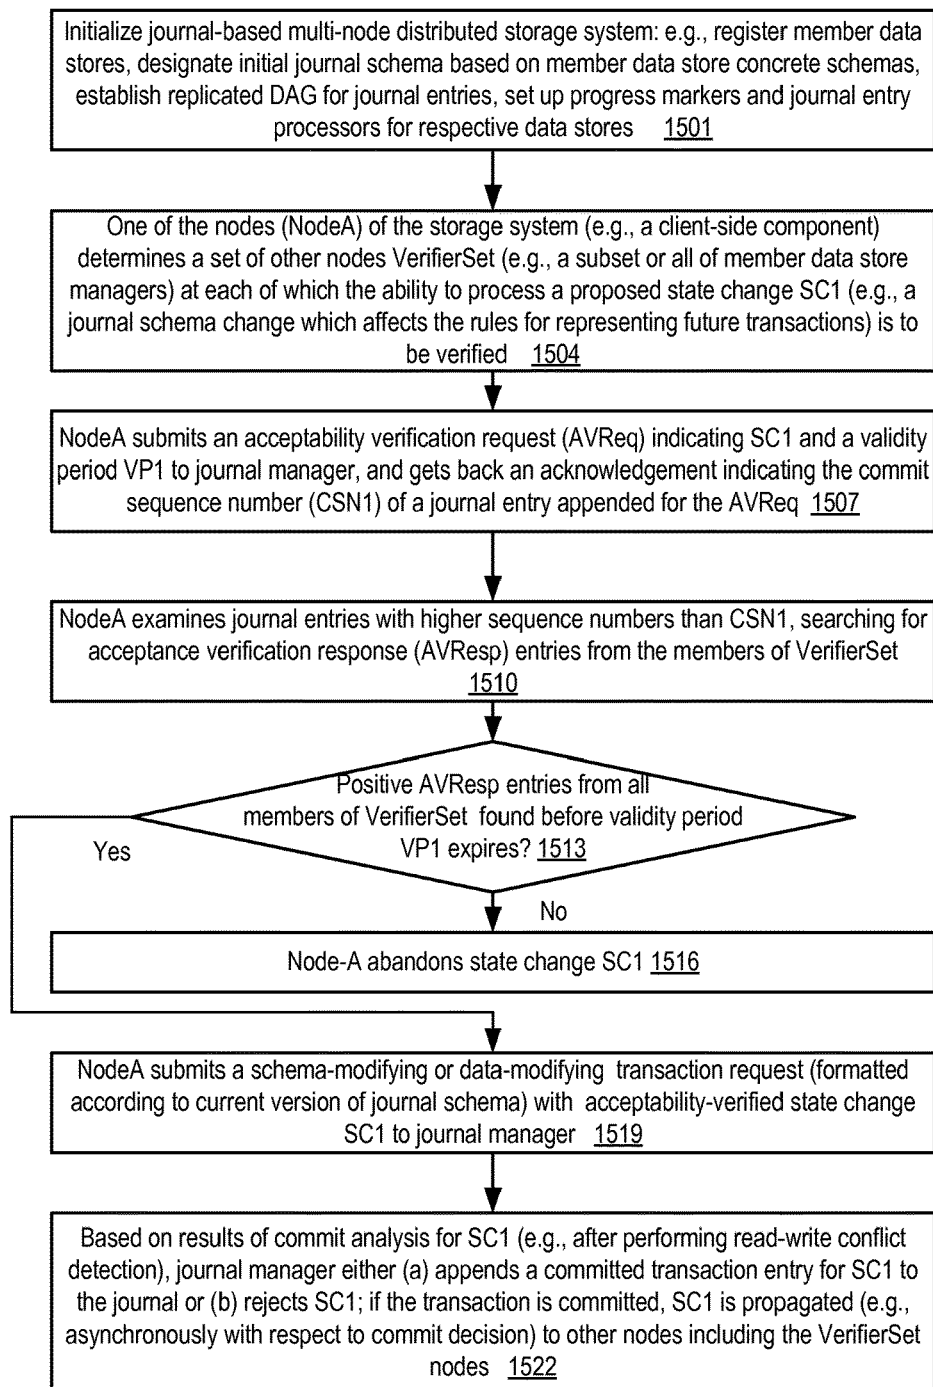 Initialize journal-based multi-node distributed storage system: e.g., register member data
stores, designate initial journal schema based on member data store concrete schemas,
establish replicated DAG for journal entries, set up progress markers and journal entry
processors for respective data stores 1501
One of the nodes (NodeA) of the storage system (e.g., a client-side component)
determines a set of other nodes VerifierSet (e.g., a subset or all of member data store
managers) at each of which the ability to process a proposed state change SC1 (e.g., a
journal schema change which affects the rules for representing future transactions) is to
be verified 1504
NodeA submits an acceptability verification request (AVReq) indicating SC1 and a validity
period VP1 to journal manager, and gets back an acknowledgement indicating the commit
sequence number (CSN1) of a journal entry appended for the AVReq 1507
NodeA examines journal entries with higher sequence numbers than CSN1, searching for
acceptance verification response (AVResp) entries from the members of VerifierSet
1510
Positive AVResp entries from all
members of VerifierSet found before validity period
VP1 expires? 1513
Yes
No
Node-A abandons state change SC1 1516
NodeA submits a schema-modifying or data-modifying transaction request (formatted
according to current version of journal schema) with acceptability-verified state change
SC1 to journal manager 1519
Based on results of commit analysis for SC1 (e.g., after performing read-write conflict
detection), journal manager either (a) appends a committed transaction entry for SC1 to
the journal or (b) rejects SC1; if the transaction is committed, SC1 is propagated (e.g.,
asynchronously with respect to commit decision) to other nodes including the VerifierSet
nodes 1522